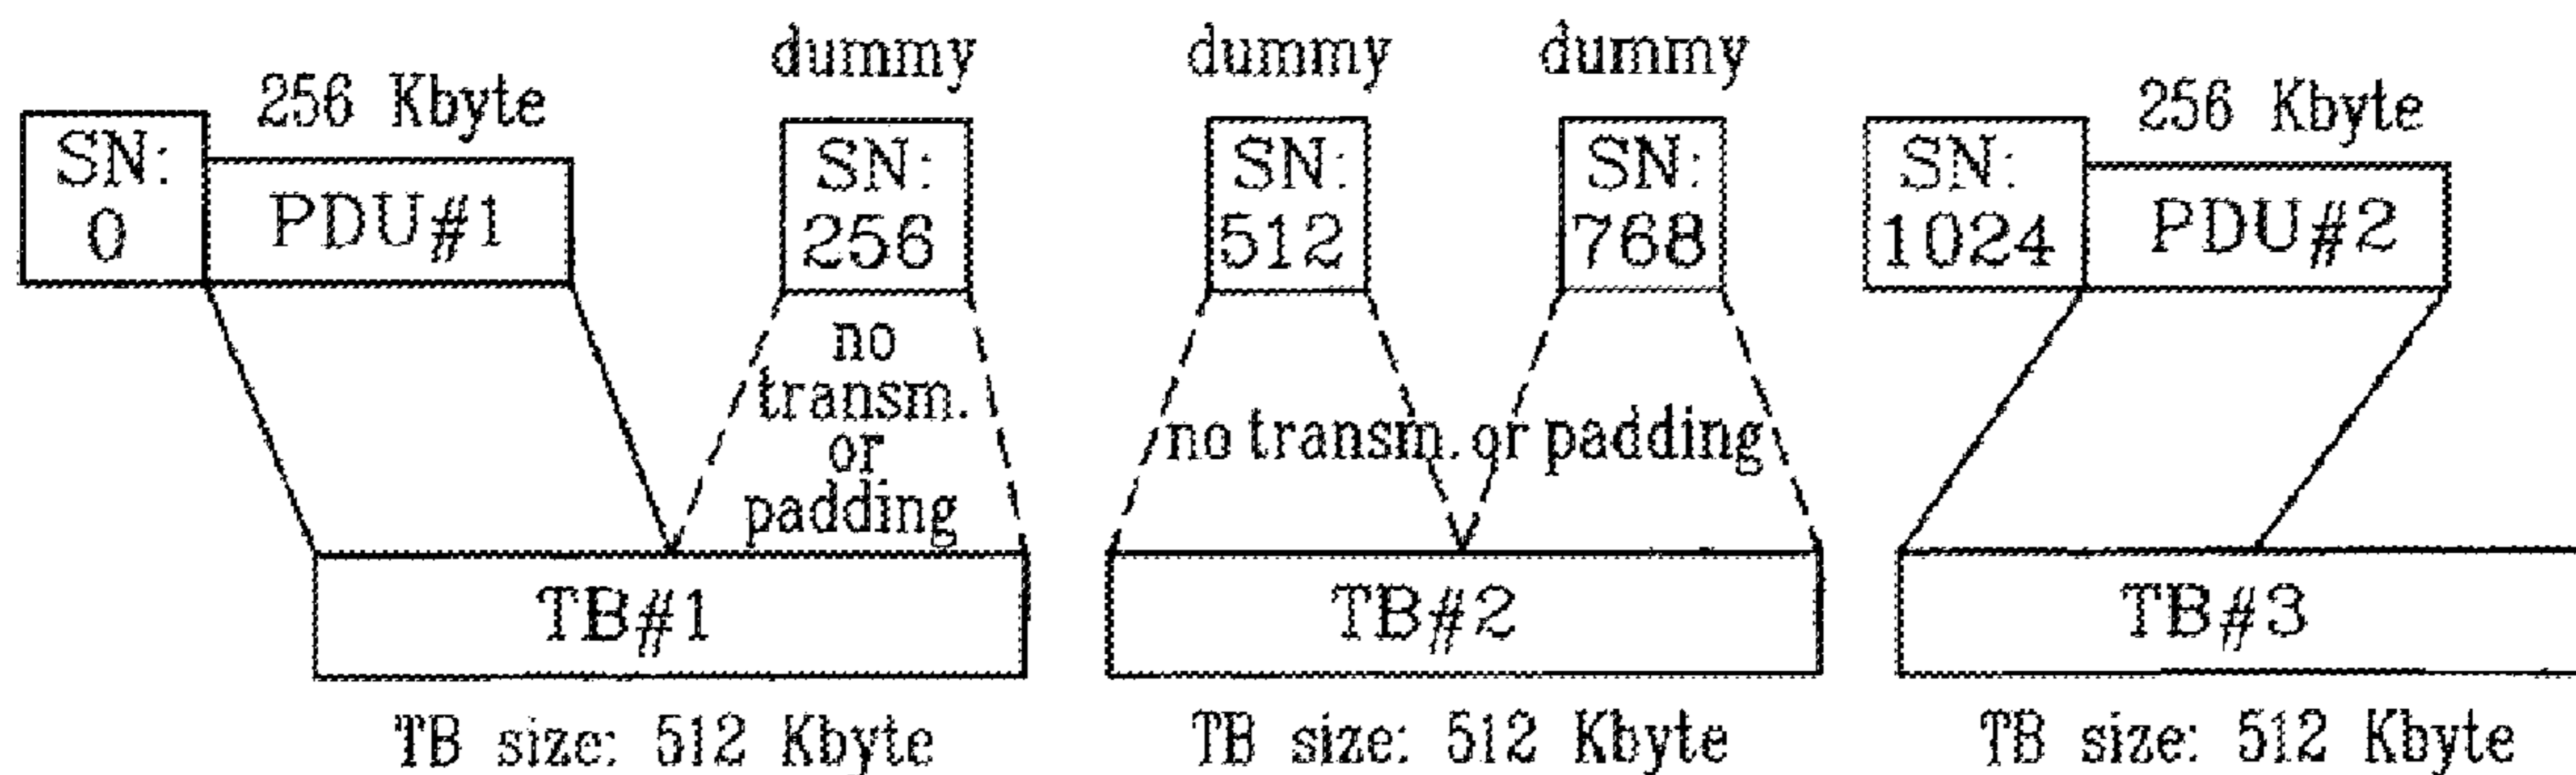 256 Kbyte
SN:
0
PDU#1
dummy
SN:
256
no
transm.
or
padding
TB#1
TB size: 512 Kbyte
dummy
SN:
512
dummy
SN:
768
no transm. or padding
TB#2
TB size: 512 Kbyte
256 Kbyte
SN:
1024
PDU#2
TB#3
TB size: 512 Kbyte